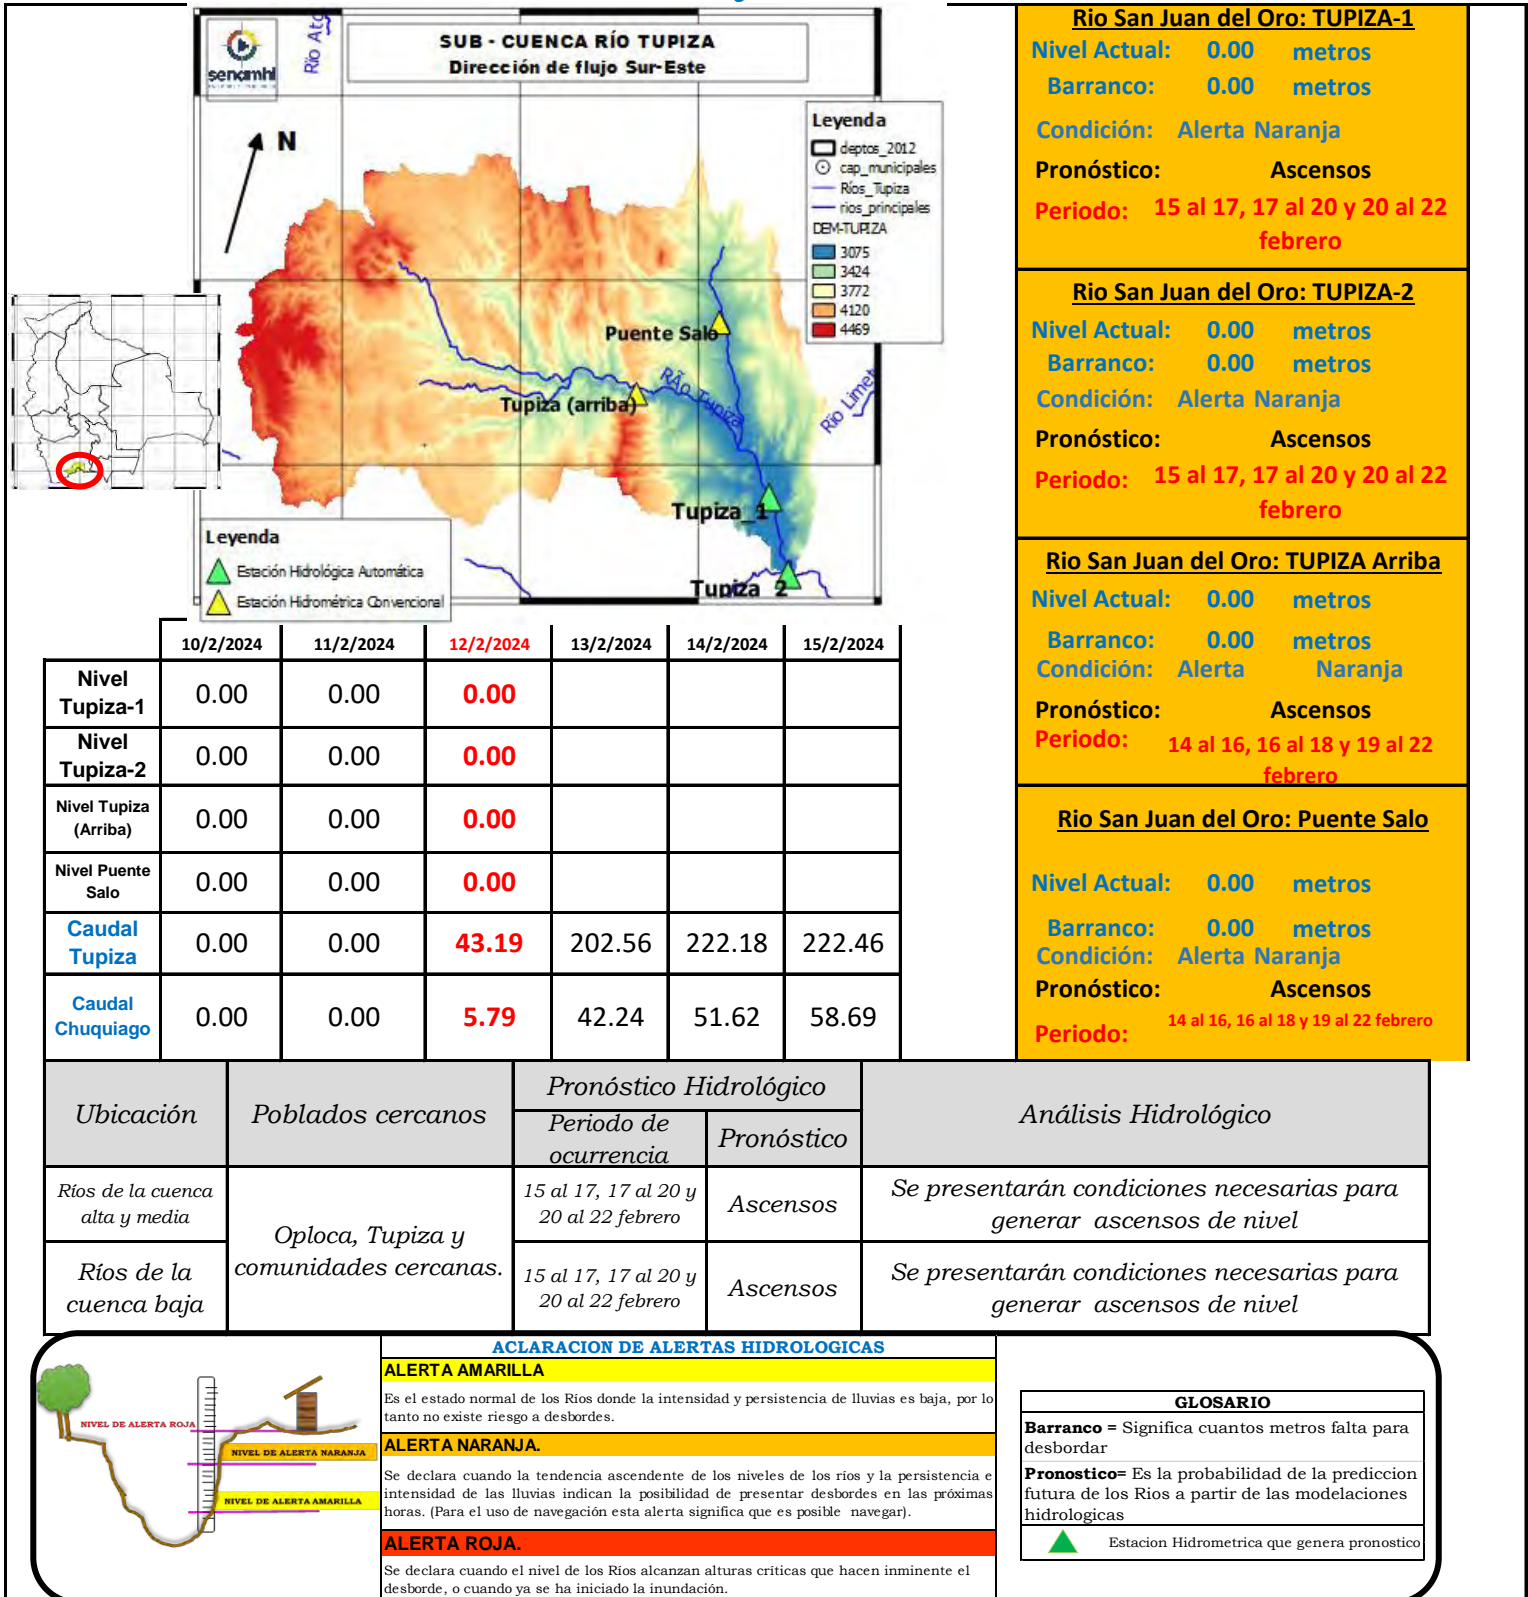 senamhi
SUB - CUENCA RÍO TUPIZA
Dirección de flujo Sur-Este
N
Leyenda
deptos_2012
cap_municipales
Ríos_Tupiza
rios_principales
DEM-TUPIZA
3075
3424
3772
4120
4469
Puente Salo
Tupiza (arriba)
RÃo Tupiza
Tupiza_1
Tupiza_2
Leyenda
Estación Hidrológica Automática
Estación Hidrométrica Convencional
Rio San Juan del Oro: TUPIZA-1
Nivel Actual: 0.00 metros
Barranco: 0.00 metros
Condición: Alerta Naranja
Pronóstico: Ascensos
Periodo: 15 al 17, 17 al 20 y 20 al 22
febrero
Rio San Juan del Oro: TUPIZA-2
Nivel Actual: 0.00 metros
Barranco: 0.00 metros
Condición: Alerta Naranja
Pronóstico: Ascensos
Periodo: 15 al 17, 17 al 20 y 20 al 22
febrero
Rio San Juan del Oro: TUPIZA Arriba
Nivel Actual: 0.00 metros
Barranco: 0.00 metros
Condición: Alerta Naranja
Pronóstico: Ascensos
Periodo: 14 al 16, 16 al 18 y 19 al 22
febrero
Rio San Juan del Oro: Puente Salo
Nivel Actual: 0.00 metros
Barranco: 0.00 metros
Condición: Alerta Naranja
Pronóstico: Ascensos
Periodo: 14 al 16, 16 al 18 y 19 al 22 febrero
10/2/2024 11/2/2024 12/2/2024 13/2/2024 14/2/2024 15/2/2024
Nivel
Tupiza-1 0.00 0.00 0.00
Nivel
Tupiza-2 0.00 0.00 0.00
Nivel Tupiza
(Arriba) 0.00 0.00 0.00
Nivel Puente
Salo 0.00 0.00 0.00
Caudal
Tupiza 0.00 0.00 43.19 202.56 222.18 222.46
Caudal
Chuquiago 0.00 0.00 5.79 42.24 51.62 58.69
Ubicación Poblados cercanos Pronóstico Hidrológico Análisis Hidrológico
Periodo de
ocurrencia Pronóstico
Ríos de la cuenca
alta y media
Oploca, Tupiza y
comunidades cercanas.
15 al 17, 17 al 20 y
20 al 22 febrero
Ascensos
Se presentarán condiciones necesarias para
generar ascensos de nivel
Ríos de la
cuenca baja
15 al 17, 17 al 20 y
20 al 22 febrero
Ascensos
Se presentarán condiciones necesarias para
generar ascensos de nivel
NIVEL DE ALERTA ROJA
NIVEL DE ALERTA NARANJA
NIVEL DE ALERTA AMARILLA
ACLARACION DE ALERTAS HIDROLOGICAS
ALERTA AMARILLA
Es el estado normal de los Ríos donde la intensidad y persistencia de lluvias es baja, por lo
tanto no existe riesgo a desbordes.
ALERTA NARANJA.
Se declara cuando la tendencia ascendente de los niveles de los ríos y la persistencia e
intensidad de las lluvias indican la posibilidad de presentar desbordes en las próximas
horas. (Para el uso de navegación esta alerta significa que es posible navegar).
ALERTA ROJA.
Se declara cuando el nivel de los Ríos alcanzan alturas críticas que hacen inminente el
desborde, o cuando ya se ha iniciado la inundación.
GLOSARIO
Barranco = Significa cuantos metros falta para
desbordar
Pronostico= Es la probabilidad de la prediccion
futura de los Rios a partir de las modelaciones
hidrologicas
Estacion Hidrometrica que genera pronostico